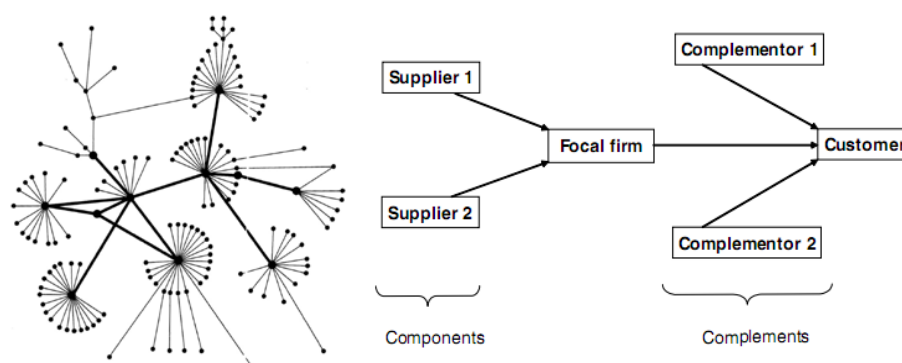 Complementor 1
Supplier 1
Focal firm
Customer
Supplier 2
Complementor 2
Components
Complements